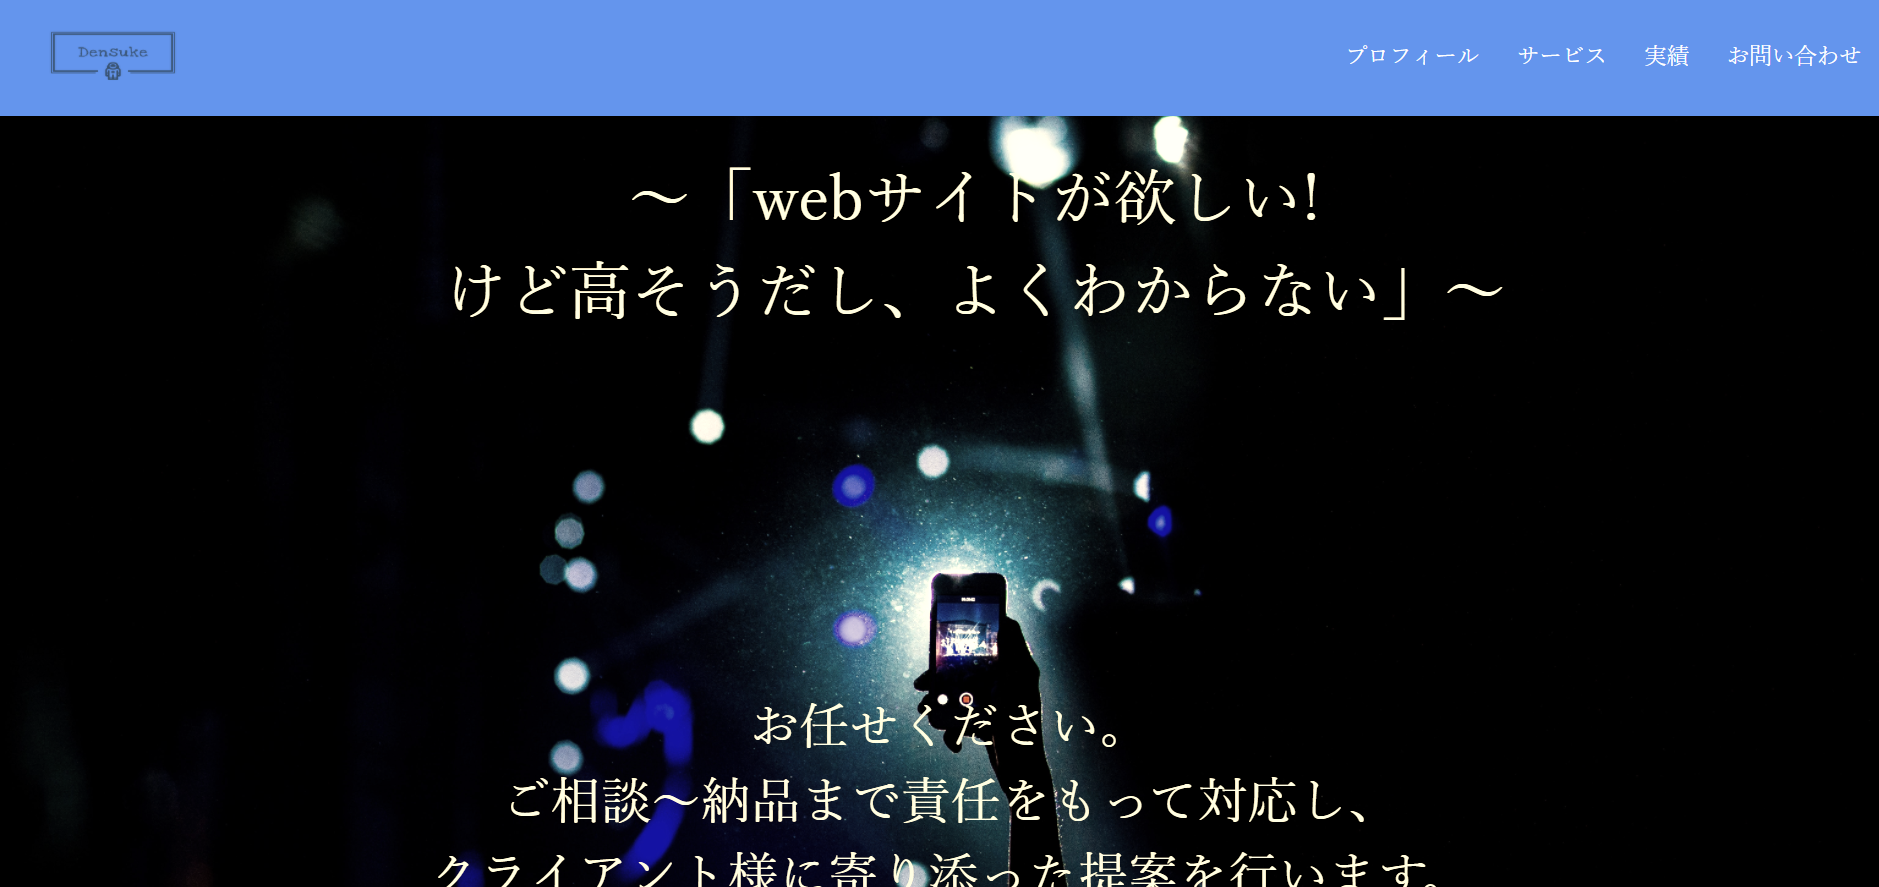 Densuke
プロフィール サービス 実績 お問い合わせ
～「webサイトが欲しい!
けど高そうだし、よくわからない」～
お任せください。
ご相談～納品まで責任をもって対応し、
クライアント様に寄り添った提案を行います。